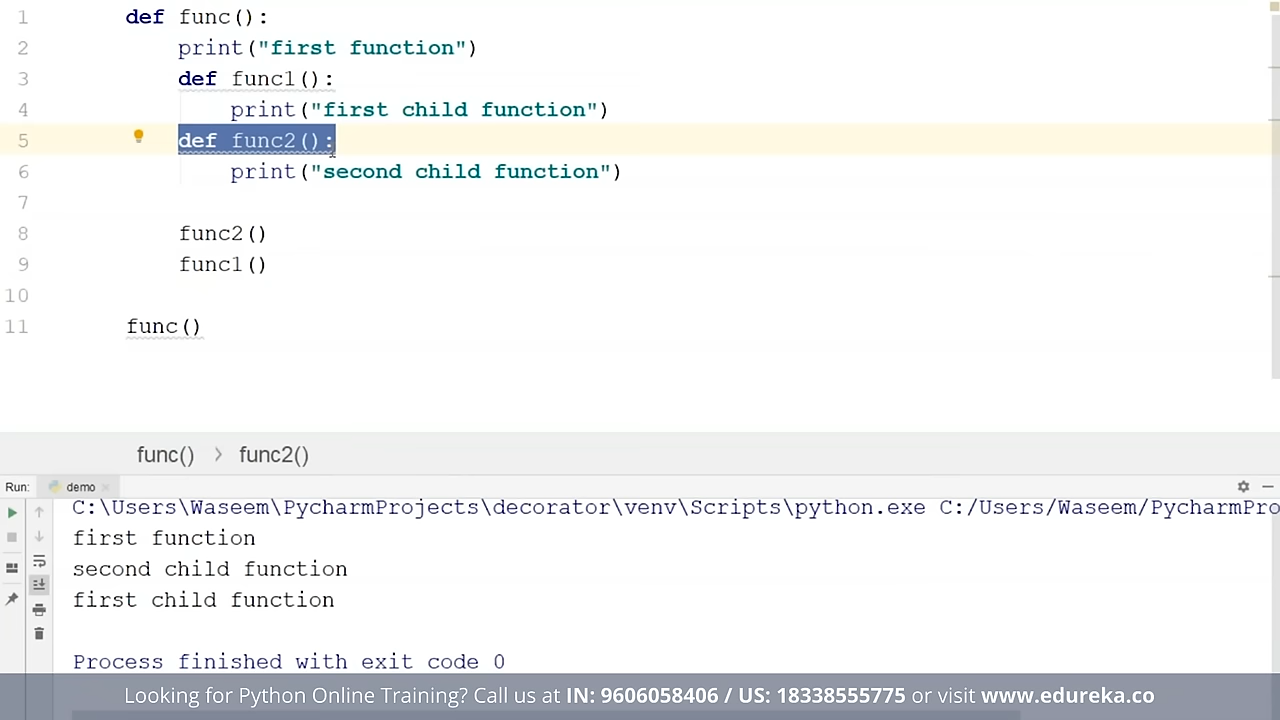 1 def func():
2 print("first function")
3 def func1():
4 print("first child function")
5 def func2():
6 print("second child function")
7
8 func2()
9 func1()
10
11 func()
func() > func2()
Run: demo
C:\Users\Waseem\PycharmProjects\decorator\venv\Scripts\python.exe C:/Users/Waseem/PycharmPro
first function
second child function
first child function
Process finished with exit code 0
Looking for Python Online Training? Call us at IN: 9606058406 / US: 18338555775 or visit www.edureka.co